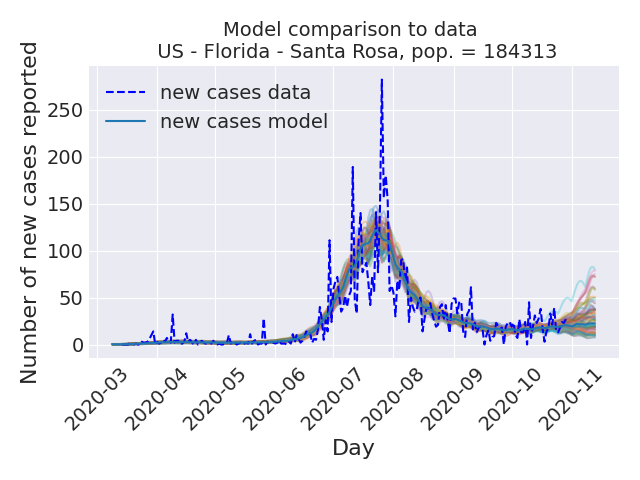 Model comparison to data
US - Florida - Santa Rosa, pop. = 184313
Number of new cases reported
250
200
150
100
50
0
new cases data
new cases model
2020-03
2020-04
2020-05
2020-06
2020-07
2020-08
2020-09
2020-10
2020-11
Day